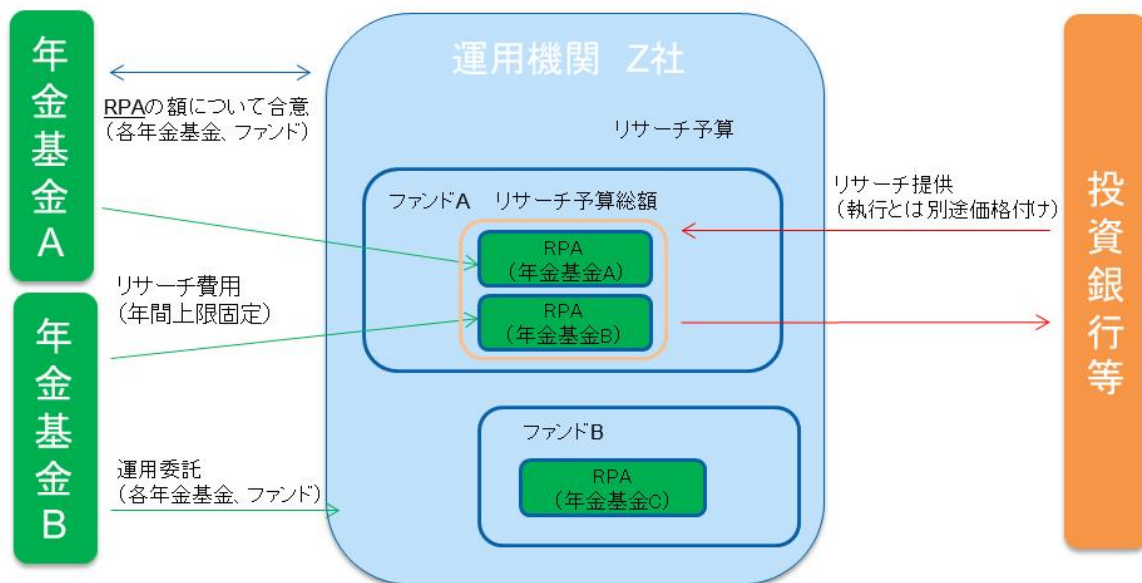 年金基金A
RPAの額について合意
(各年金基金、ファンド)
リサーチ費用
(年間上限固定)
年金基金B
運用委託
(各年金基金、ファンド)
運用機関 Z社
リサーチ予算
ファンドA リサーチ予算総額
RPA
(年金基金A)
RPA
(年金基金B)
ファンドB
RPA
(年金基金C)
リサーチ提供
(執行とは別途価格付け)
投資銀行等